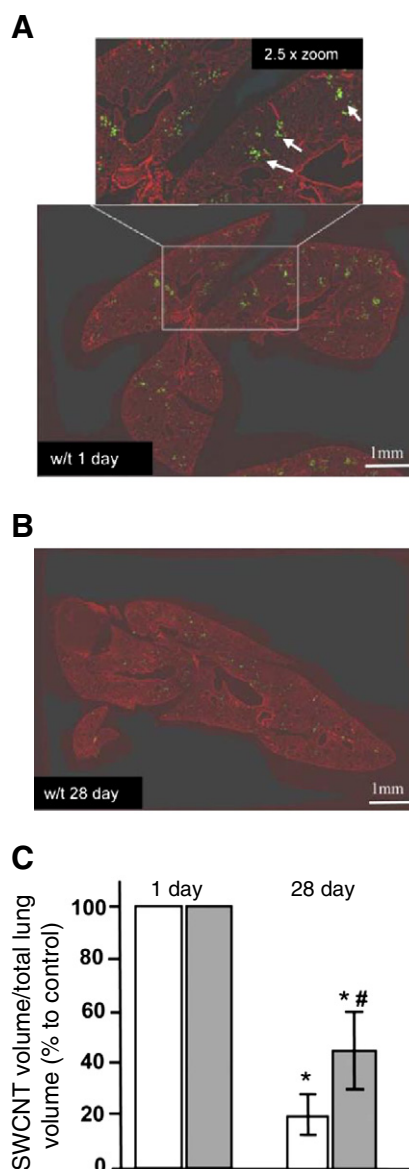 A
2.5 x zoom
w/t 1 day
1mm
B
w/t 28 day
1mm
C
1 day
28 day
SWCNT volume/total lung
volume (% to control)
100
80
60
40
20
0
*
* #